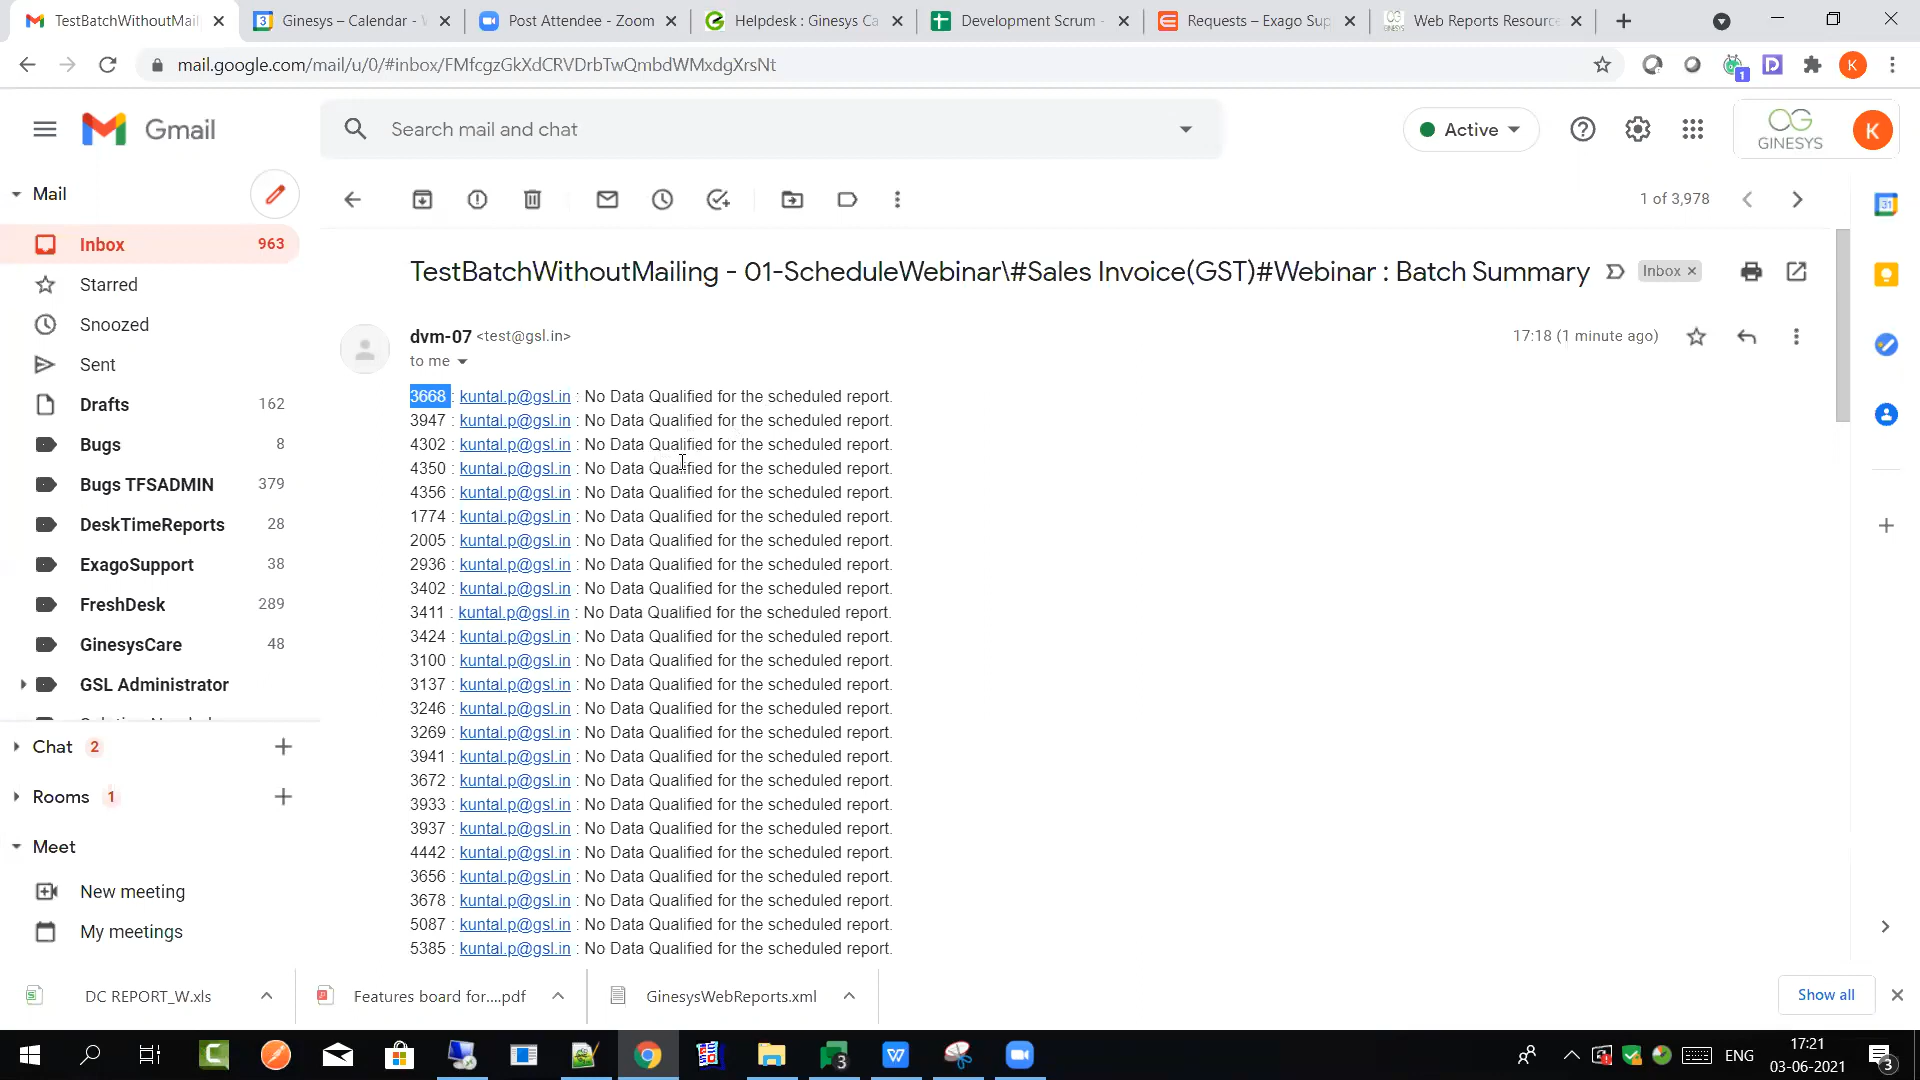 TestBatchWithoutMail
Ginesys – Calendar -
Post Attendee - Zoom
Helpdesk : Ginesys Ca
Development Scrum -
Requests – Exago Sup
Web Reports Resource
mail.google.com/mail/u/0/#inbox/FMfcgzGkXdCRVDrbTwQmbdWMxdgXrsNt
1
K
Gmail
Search mail and chat
Active
GINESYS
K
Mail
Inbox 963
Starred
Snoozed
Sent
Drafts 162
Bugs 8
Bugs TFSADMIN 379
DeskTimeReports 28
ExagoSupport 38
FreshDesk 289
GinesysCare 48
GSL Administrator
Chat 2
Rooms 1
Meet
New meeting
My meetings
1 of 3,978
31
TestBatchWithoutMailing - 01-ScheduleWebinar\#Sales Invoice(GST)#Webinar : Batch Summary
Inbox ×
dvm-07 <test@gsl.in>
17:18 (1 minute ago)
to me
3668 : kuntal.p@gsl.in : No Data Qualified for the scheduled report.
3947 : kuntal.p@gsl.in : No Data Qualified for the scheduled report.
4302 : kuntal.p@gsl.in : No Data Qualified for the scheduled report.
4350 : kuntal.p@gsl.in : No Data Qualified for the scheduled report.
4356 : kuntal.p@gsl.in : No Data Qualified for the scheduled report.
1774 : kuntal.p@gsl.in : No Data Qualified for the scheduled report.
2005 : kuntal.p@gsl.in : No Data Qualified for the scheduled report.
2936 : kuntal.p@gsl.in : No Data Qualified for the scheduled report.
3402 : kuntal.p@gsl.in : No Data Qualified for the scheduled report.
3411 : kuntal.p@gsl.in : No Data Qualified for the scheduled report.
3424 : kuntal.p@gsl.in : No Data Qualified for the scheduled report.
3100 : kuntal.p@gsl.in : No Data Qualified for the scheduled report.
3137 : kuntal.p@gsl.in : No Data Qualified for the scheduled report.
3246 : kuntal.p@gsl.in : No Data Qualified for the scheduled report.
3269 : kuntal.p@gsl.in : No Data Qualified for the scheduled report.
3941 : kuntal.p@gsl.in : No Data Qualified for the scheduled report.
3672 : kuntal.p@gsl.in : No Data Qualified for the scheduled report.
3933 : kuntal.p@gsl.in : No Data Qualified for the scheduled report.
3937 : kuntal.p@gsl.in : No Data Qualified for the scheduled report.
4442 : kuntal.p@gsl.in : No Data Qualified for the scheduled report.
3656 : kuntal.p@gsl.in : No Data Qualified for the scheduled report.
3678 : kuntal.p@gsl.in : No Data Qualified for the scheduled report.
5087 : kuntal.p@gsl.in : No Data Qualified for the scheduled report.
5385 : kuntal.p@gsl.in : No Data Qualified for the scheduled report.
DC REPORT_W.xls
Features board for....pdf
GinesysWebReports.xml
Show all
3
ENG
17:21
03-06-2021
3